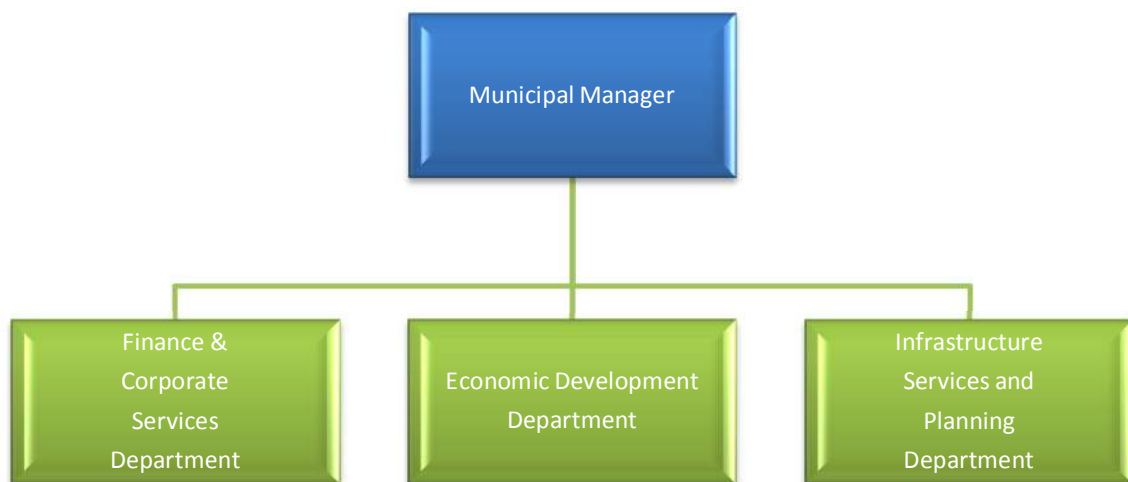 Municipal Manager
Finance &
Corporate
Services
Department
Economic Development
Department
Infrastructure
Services and
Planning
Department